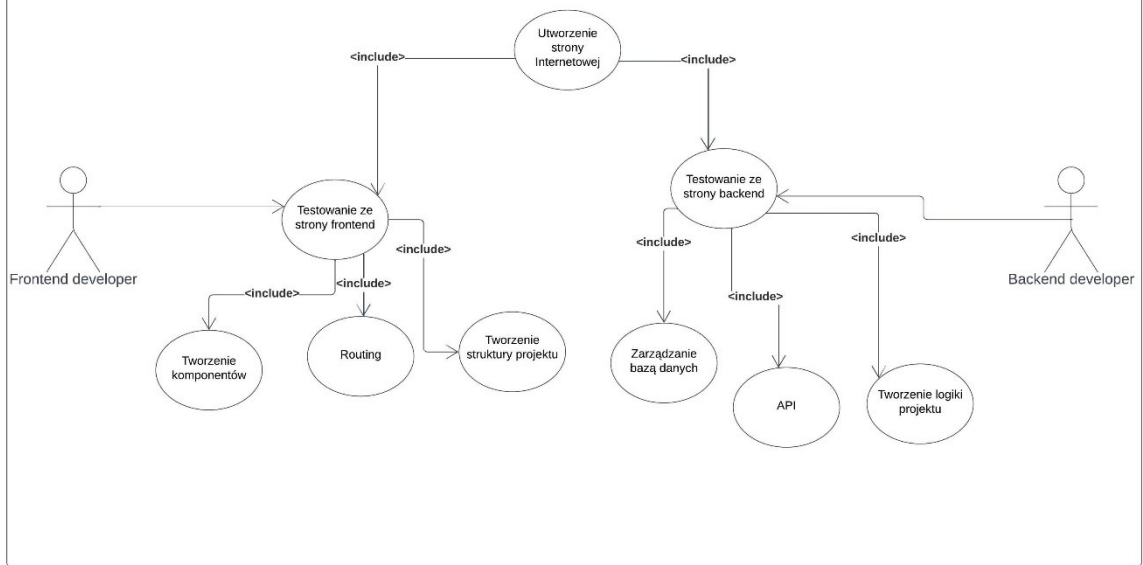 Utworzenie
strony
Internetowej
<include>
<include>
Testowanie ze
strony frontend
Testowanie ze
strony backend
Frontend developer
Backend developer
<include>
<include>
<include>
<include>
<include>
<include>
Tworzenie
komponentów
Routing
Tworzenie
struktury projektu
Zarządzanie
bazą danych
API
Tworzenie logiki
projektu